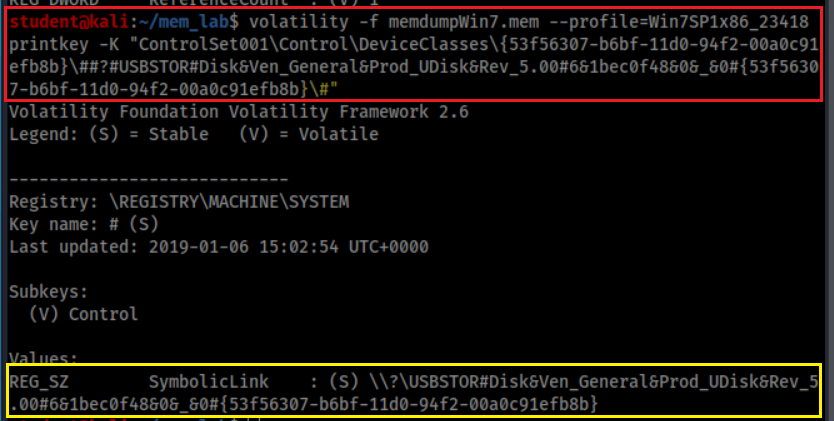 student@kali:~/mem_lab$ volatility -f memdumpWin7.mem --profile=Win7SP1x86_23418
printkey -K "ControlSet001\Control\DeviceClasses\{53f56307-b6bf-11d0-94f2-00a0c91
efb8b}\##?#USBSTOR#Disk&Ven_General&Prod_UDisk&Rev_5.00#6&1bec0f48&0&_&0#{53f5630
7-b6bf-11d0-94f2-00a0c91efb8b}\#"
Volatility Foundation Volatility Framework 2.6
Legend: (S) = Stable   (V) = Volatile
----------------------------
Registry: \REGISTRY\MACHINE\SYSTEM
Key name: # (S)
Last updated: 2019-01-06 15:02:54 UTC+0000
Subkeys:
  (V) Control
Values:
REG_SZ        SymbolicLink    : (S) \\?\USBSTOR#Disk&Ven_General&Prod_UDisk&Rev_5
.00#6&1bec0f48&0&_&0#{53f56307-b6bf-11d0-94f2-00a0c91efb8b}